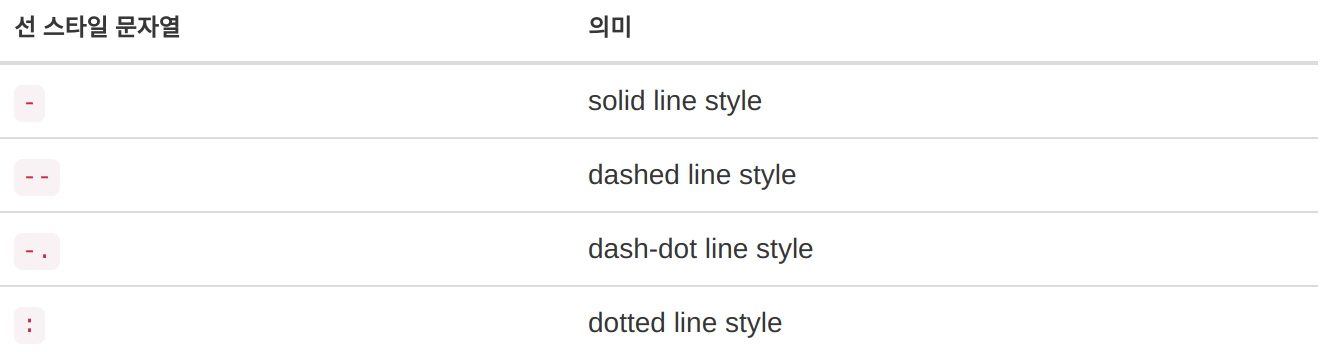 선 스타일 문자열 의미
- solid line style
-- dashed line style
-. dash-dot line style
: dotted line style